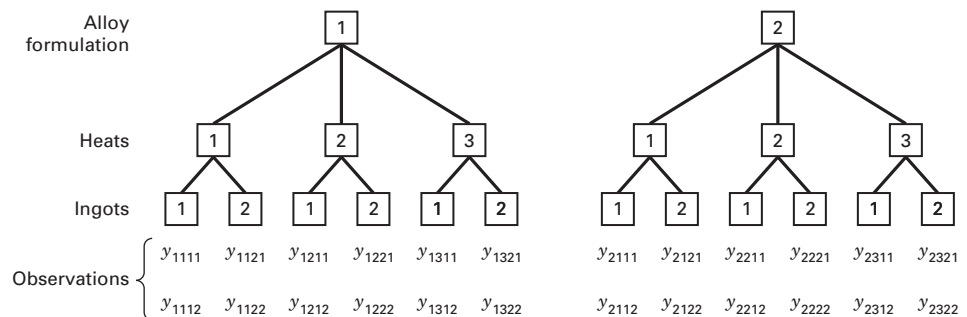 Alloy
formulation
1 2
Heats 1 2 3 1 2 3
Ingots 1 2 1 2 1 2 1 2 1 2 1 2
y1111 y1121 y1211 y1221 y1311 y1321 y2111 y2121 y2211 y2221 y2311 y2321
Observations
y1112 y1122 y1212 y1222 y1312 y1322 y2112 y2122 y2212 y2222 y2312 y2322